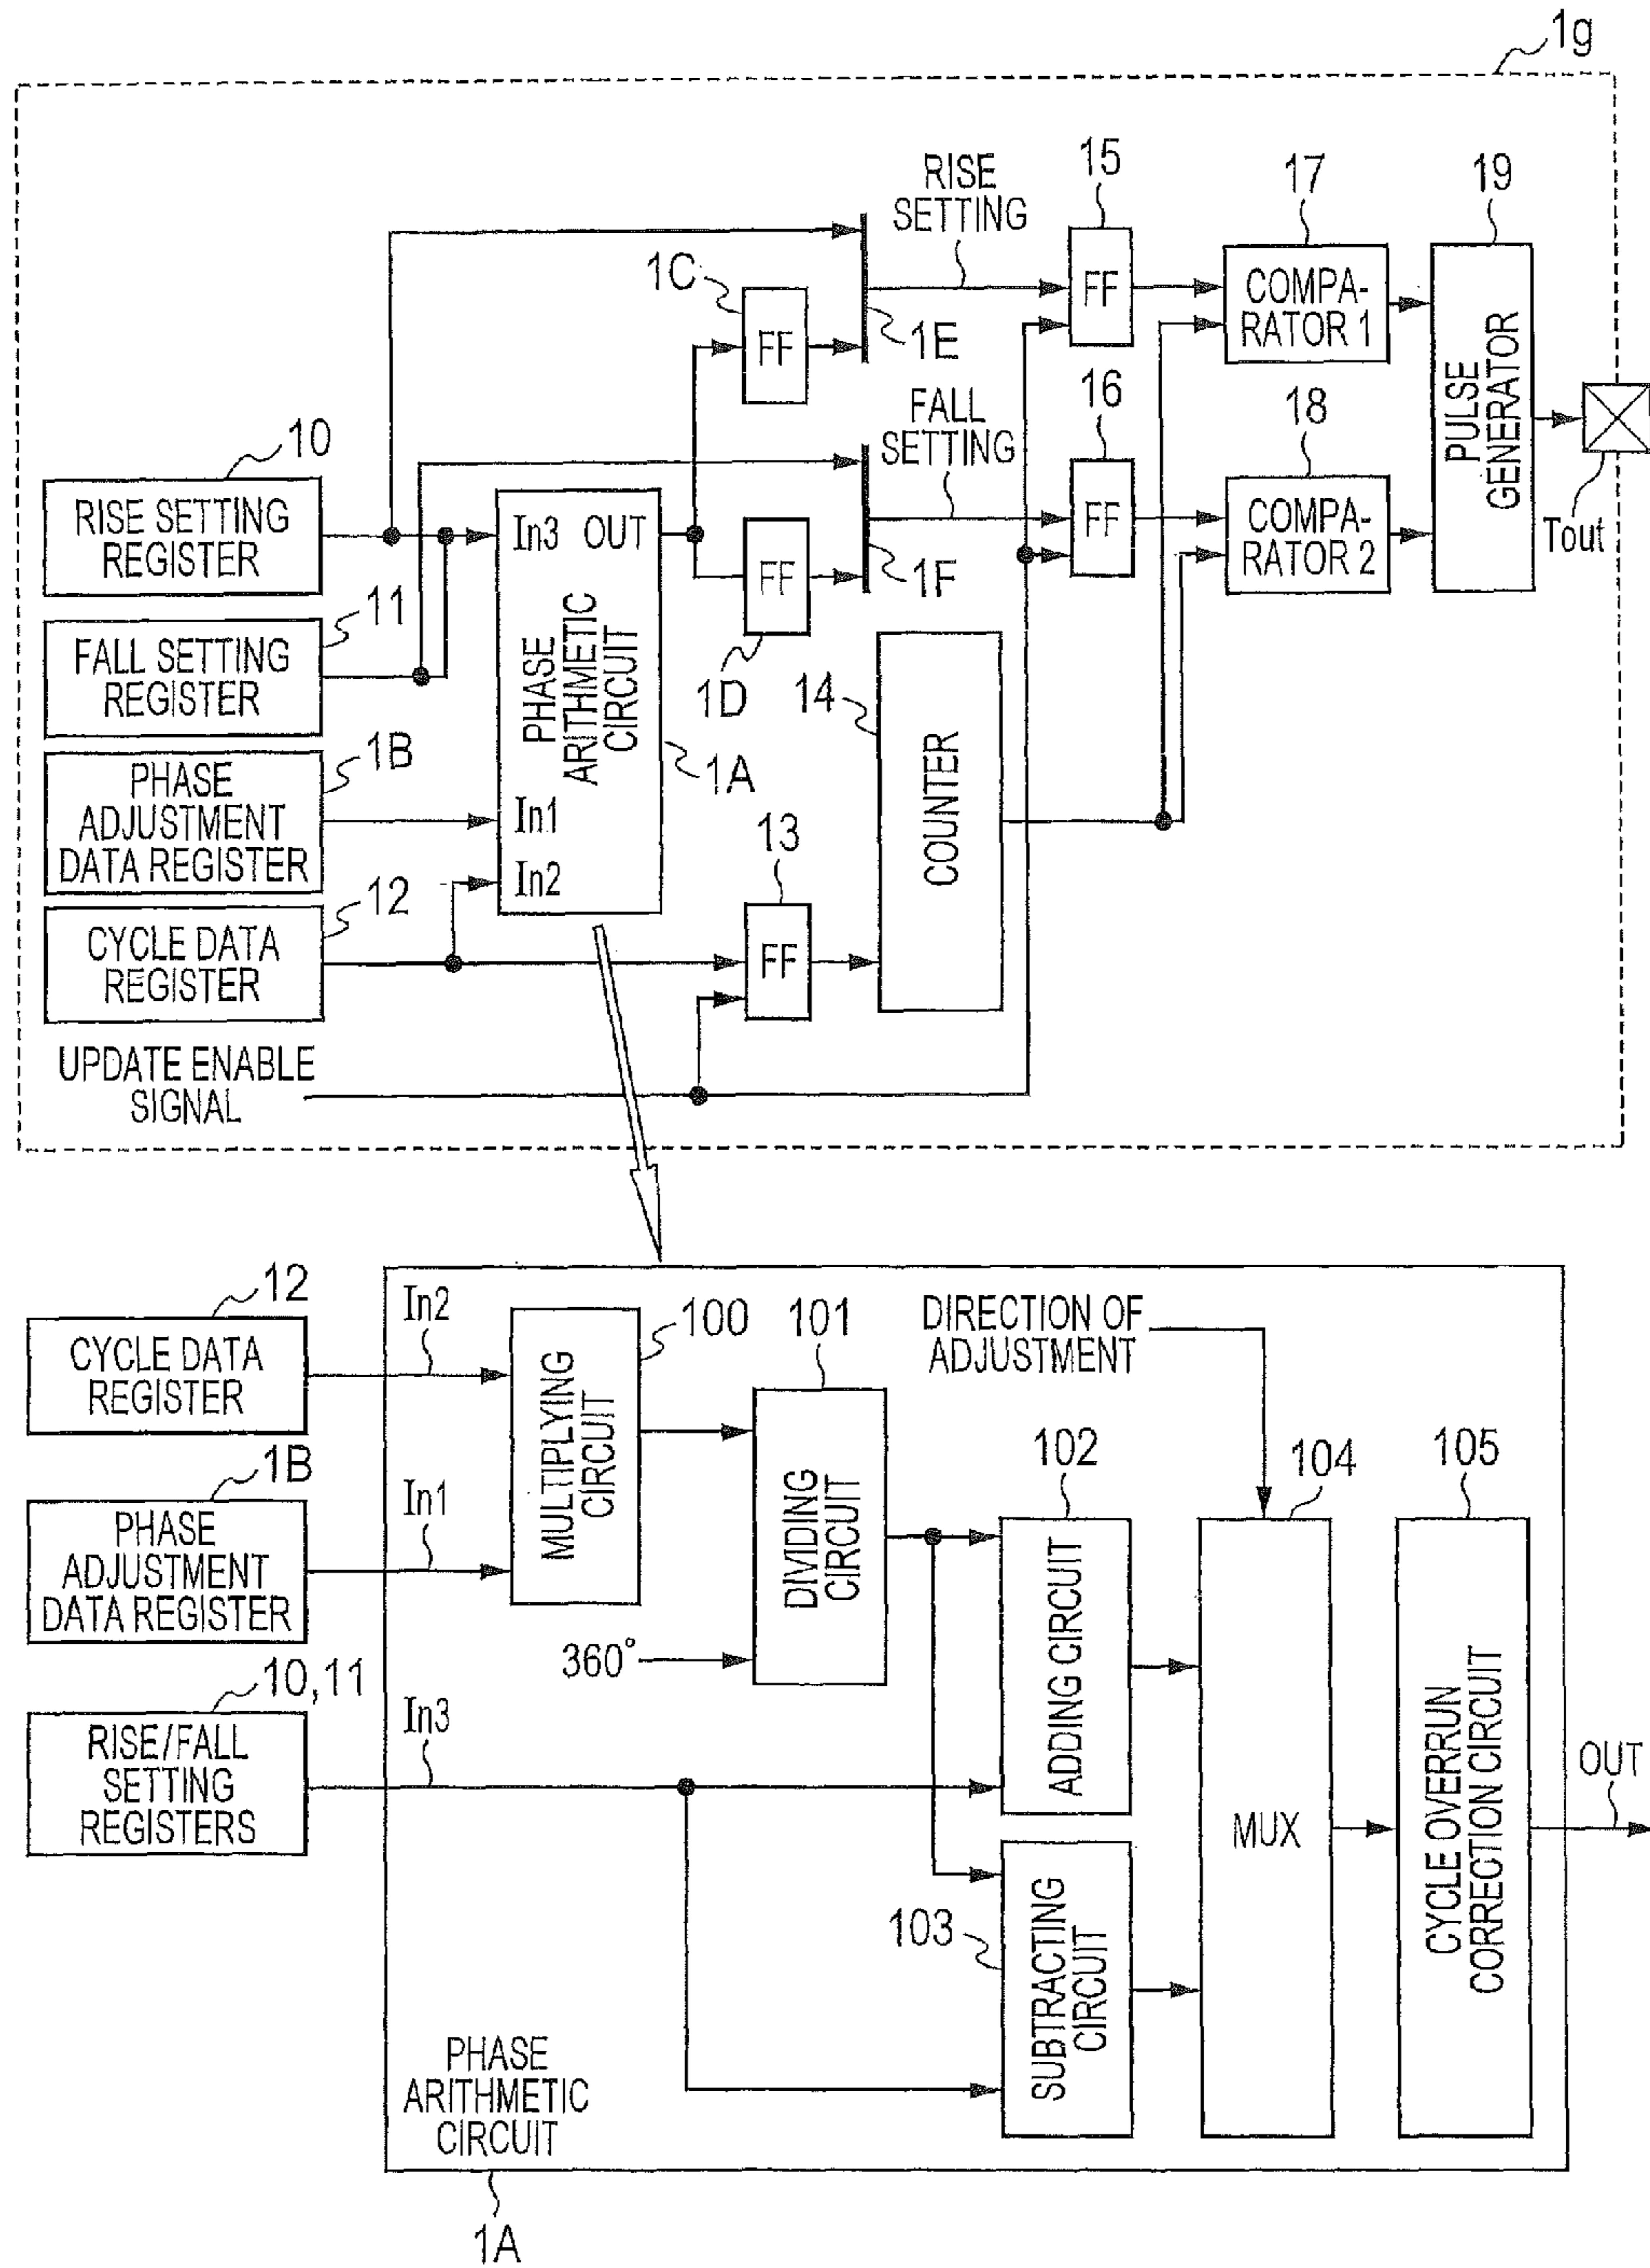 1g
RISE
SETTING
15
17
19
1C
FF
1E
FF
COMPA-
RATOR 1
PULSE
GENERATOR
10
RISE SETTING
REGISTER
In3 OUT
FALL
SETTING
16
18
FF
1D
1F
FF
COMPA-
RATOR 2
Tout
11
FALL SETTING
REGISTER
PHASE
ARITHMETIC
CIRCUIT
1A
14
COUNTER
1B
PHASE
ADJUSTMENT
DATA REGISTER
In1
In2
13
FF
12
CYCLE DATA
REGISTER
UPDATE ENABLE
SIGNAL
12
CYCLE DATA
REGISTER
In2
100
MULTIPLYING
CIRCUIT
101
DIVIDING
CIRCUIT
DIRECTION OF
ADJUSTMENT
1B
PHASE
ADJUSTMENT
DATA REGISTER
In1
360°
102
ADDING CIRCUIT
104
MUX
105
CYCLE OVERRUN
CORRECTION CIRCUIT
OUT
10,11
RISE/FALL
SETTING
REGISTERS
In3
103
SUBTRACTING
CIRCUIT
PHASE
ARITHMETIC
CIRCUIT
1A